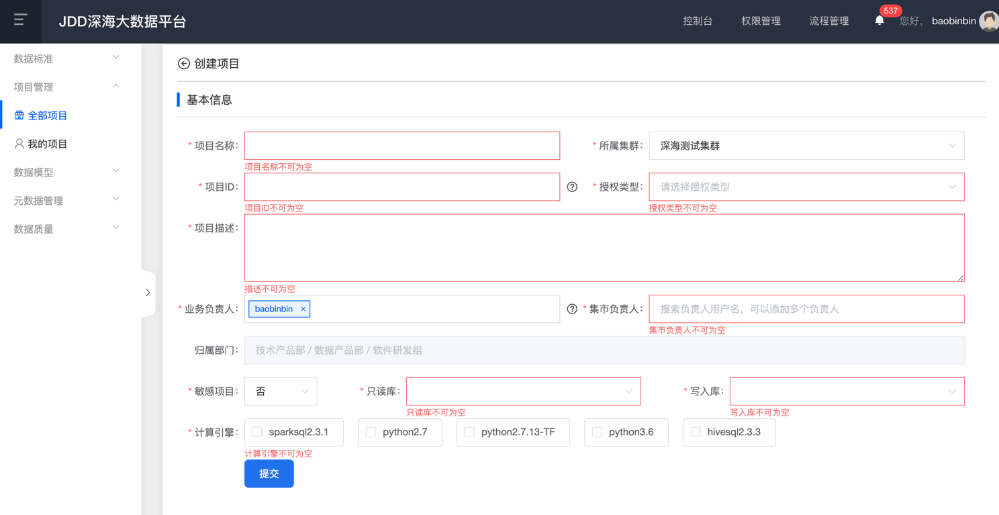 JDD深海大数据平台
控制台 权限管理 流程管理 537 您好， baobinbin
数据标准
项目管理
全部项目
我的项目
数据模型
元数据管理
数据质量
创建项目
基本信息
* 项目名称: * 所属集群: 深海测试集群
项目名称不可为空
* 项目ID: * 授权类型: 请选择授权类型
项目ID不可为空 授权类型不可为空
* 项目描述:
描述不可为空
* 业务负责人: baobinbin × * 集市负责人: 搜索负责人用户名，可以添加多个负责人
集市负责人不可为空
归属部门: 技术产品部 / 数据产品部 / 软件研发组
* 敏感项目: 否 * 只读库: * 写入库:
只读库不可为空 写入库不可为空
* 计算引擎: sparksql2.3.1 python2.7 python2.7.13-TF python3.6 hivesql2.3.3
计算引擎不可为空
提交